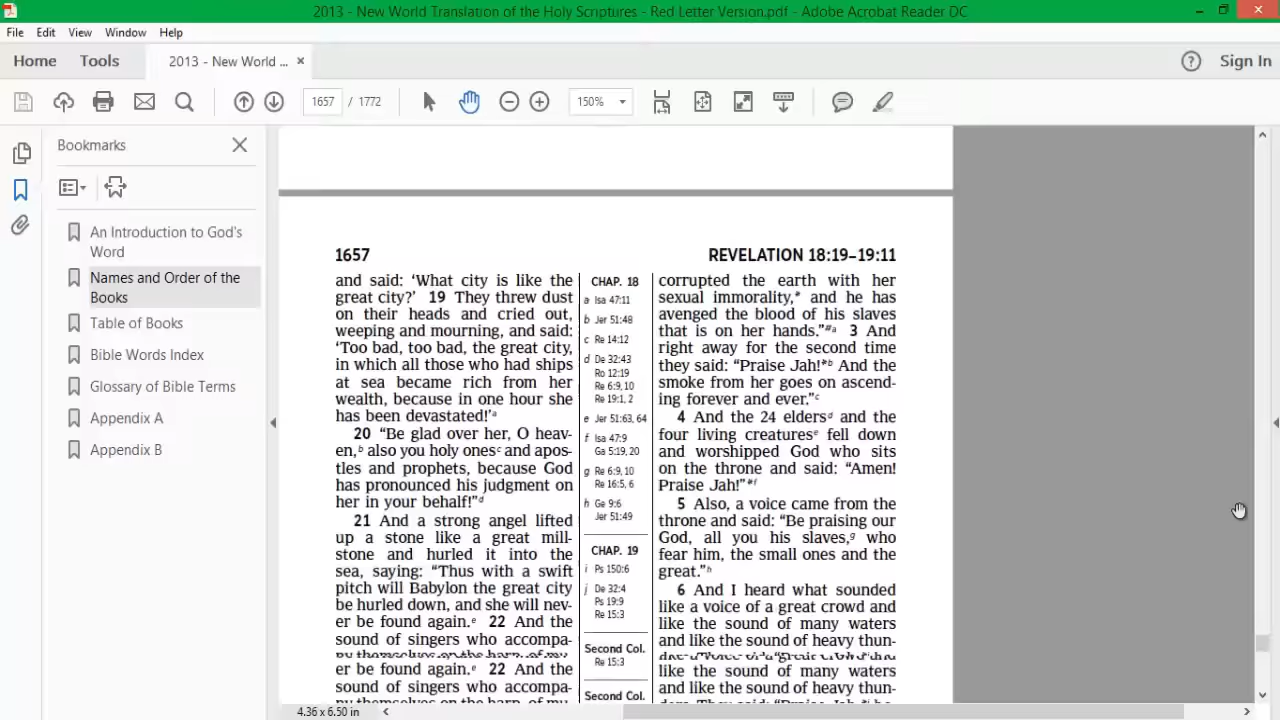 2013 - New World Translation of the Holy Scriptures - Red Letter Version.pdf - Adobe Acrobat Reader DC
File Edit View Window Help
Home Tools 2013 - New World ... ×
Sign In
1657 / 1772
150%
Bookmarks
An Introduction to God's
Word
Names and Order of the
Books
Table of Books
Bible Words Index
Glossary of Bible Terms
Appendix A
Appendix B
1657
REVELATION 18:19–19:11
and said: ‘What city is like the
great city?’ 19 They threw dust
on their heads and cried out,
weeping and mourning, and said:
‘Too bad, too bad, the great city,
in which all those who had ships
at sea became rich from her
wealth, because in one hour she
has been devastated!’a
20 “Be glad over her, O heav-
en,b also you holy onesc and apos-
tles and prophets, because God
has pronounced his judgment on
her in your behalf!”d
21 And a strong angel lifted
up a stone like a great mill-
stone and hurled it into the
sea, saying: “Thus with a swift
pitch will Babylon the great city
be hurled down, and she will nev-
er be found again.e 22 And the
sound of singers who accompa-
er be found again.e 22 And the
sound of singers who accompa-
CHAP. 18
a Isa 47:11
b Jer 51:48
c Re 14:12
d De 32:43
Ro 12:19
Re 6:9, 10
Re 19:1, 2
e Jer 51:63, 64
f Isa 47:9
Ga 5:19, 20
g Re 6:9, 10
Re 16:5, 6
h Ge 9:6
Jer 51:49
CHAP. 19
i Ps 150:6
j De 32:4
Ps 19:9
Re 15:3
Second Col.
Re 15:3
Second Col.
corrupted the earth with her
sexual immorality,* and he has
avenged the blood of his slaves
that is on her hands.”#a 3 And
right away for the second time
they said: “Praise Jah!*b And the
smoke from her goes on ascend-
ing forever and ever.”c
4 And the 24 eldersd and the
four living creaturese fell down
and worshipped God who sits
on the throne and said: “Amen!
Praise Jah!”*f
5 Also, a voice came from the
throne and said: “Be praising our
God, all you his slaves,g who
fear him, the small ones and the
great.”h
6 And I heard what sounded
like a voice of a great crowd and
like the sound of many waters
and like the sound of heavy thun-
like the sound of many waters
and like the sound of heavy thun-
4.36 x 6.50 in